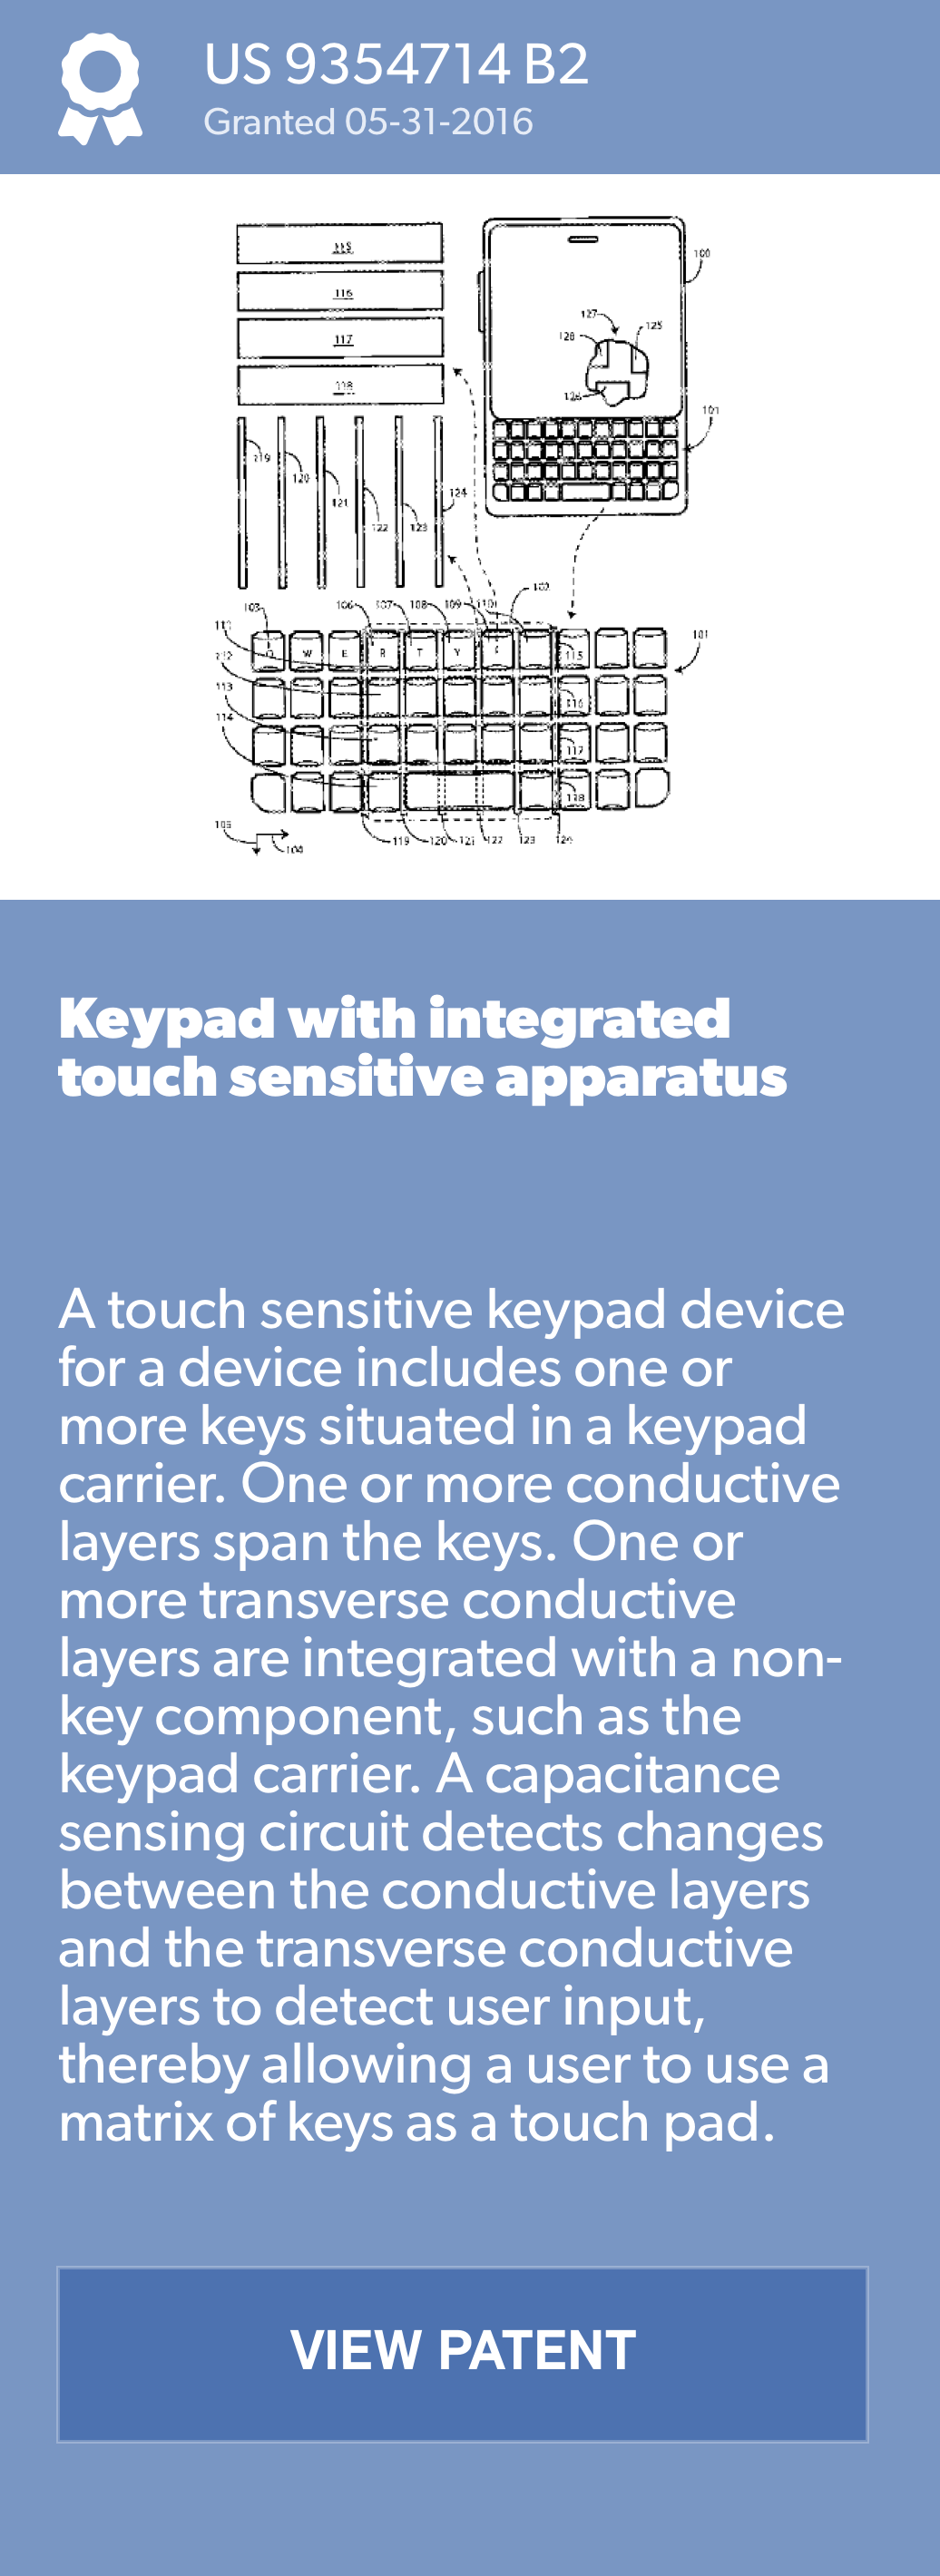 US 9354714 B2
Granted 05-31-2016
115
116
117
118
100
127
125
128
126
101
119
120
121
122
123
124
102
103
106
107
108
109
110
111
112
113
114
W
E
R
T
Y
115
116
117
118
101
105
104
119
120
121
122
123
124
Keypad with integrated
touch sensitive apparatus
A touch sensitive keypad device
for a device includes one or
more keys situated in a keypad
carrier. One or more conductive
layers span the keys. One or
more transverse conductive
layers are integrated with a non-
key component, such as the
keypad carrier. A capacitance
sensing circuit detects changes
between the conductive layers
and the transverse conductive
layers to detect user input,
thereby allowing a user to use a
matrix of keys as a touch pad.
VIEW PATENT